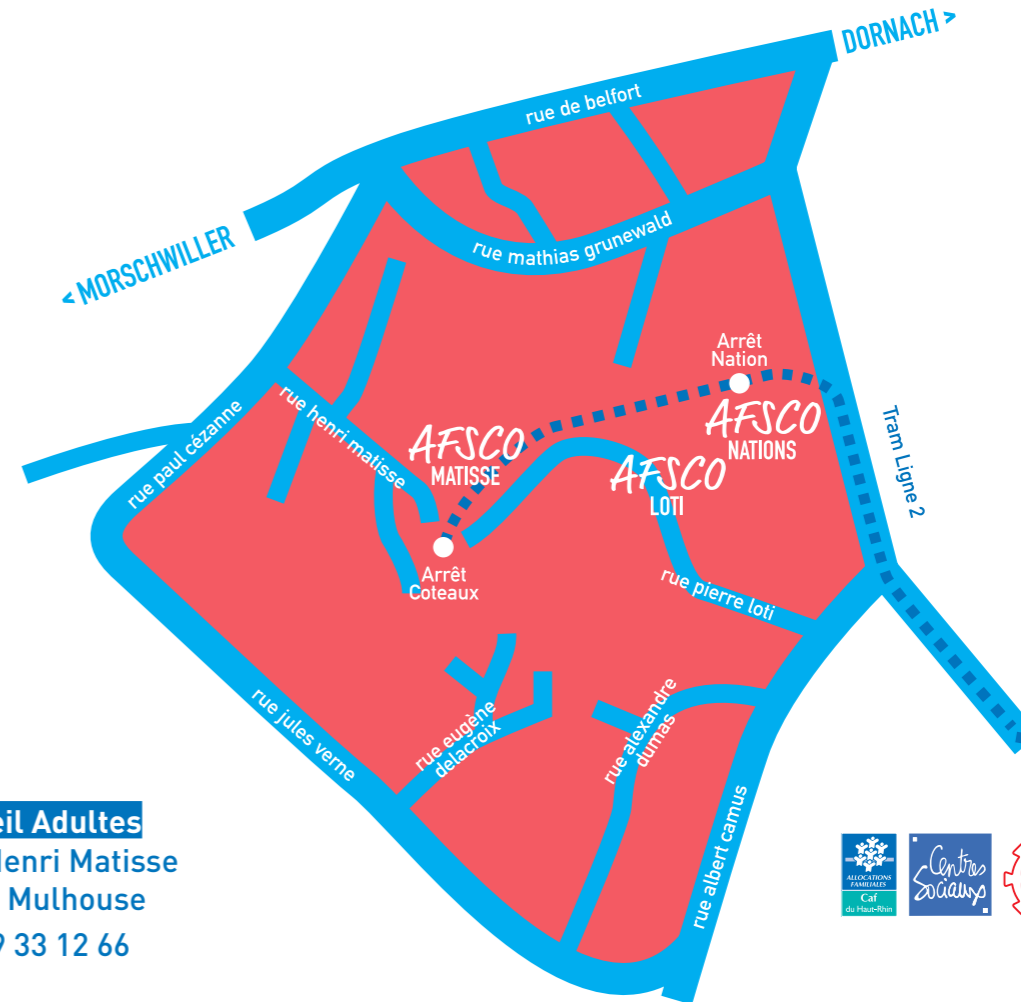 DORNACH >
rue de belfort
rue mathias grunewald
< MORSCHWILLER
Arrêt
Nation
rue henri matisse
rue paul cézanne
AFSCO
MATISSE
AFSCO
NATIONS
AFSCO
LOTI
Tram Ligne 2
Arrêt
Coteaux
rue pierre loti
rue jules verne
rue eugène
delacroix
rue alexandre
dumas
rue albert camus
eil Adultes
Henri Matisse
Mulhouse
33 12 66
ALLOCATIONS
FAMILIALES
Caf
du Haut-Rhin
Centres
Sociaux